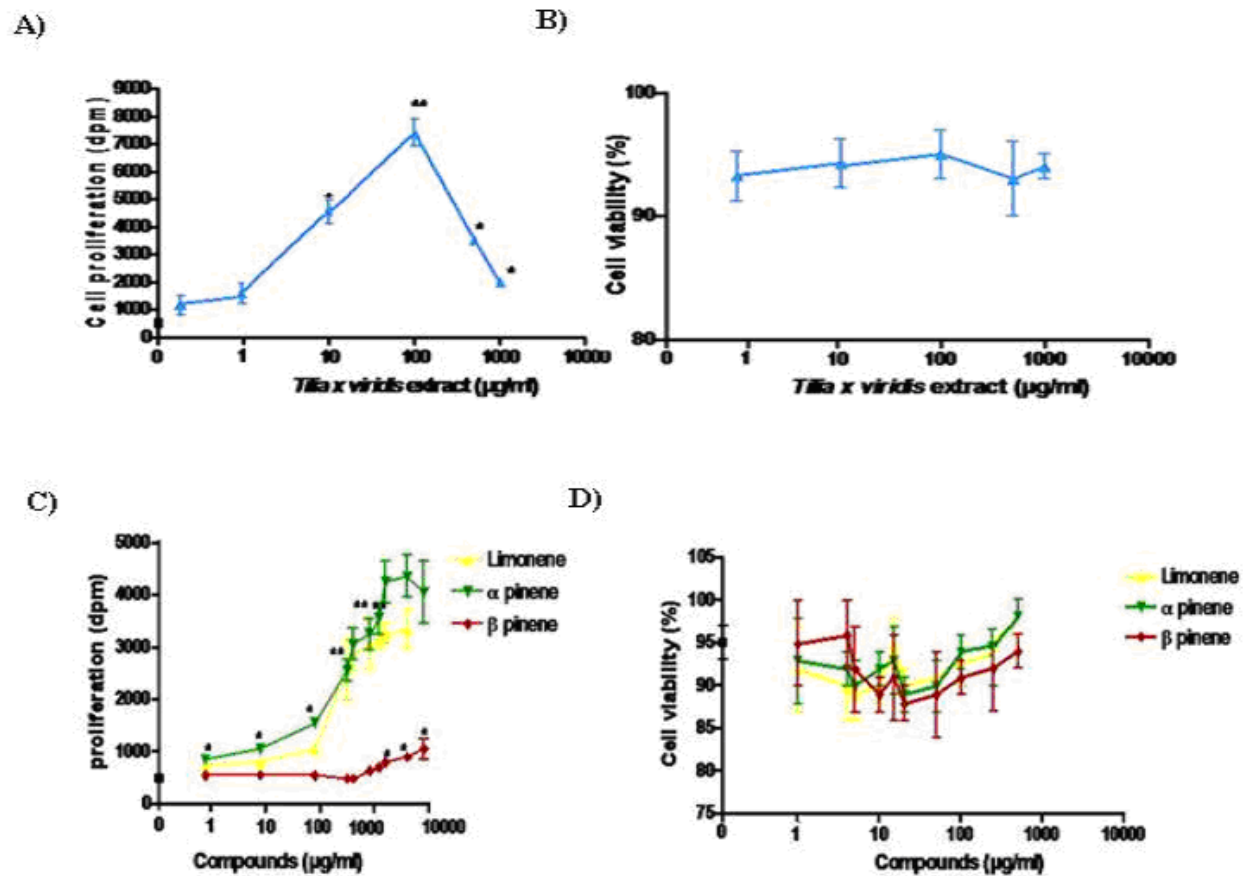 A)
Cell proliferation (dpm)
9000
8000
7000
6000
5000
4000
3000
2000
1000
0
**
*
*
*
0 1 10 100 1000 10000
Tilia x viridis extract (µg/ml)
B)
Cell viability (%)
100
90
80
0 1 10 100 1000 10000
Tilia x viridis extract (µg/ml)
C)
proliferation (dpm)
5000
4000
3000
2000
1000
0
Limonene
α pinene
β pinene
**
**
**
*
*
*
*
*
*
0 1 10 100 1000 10000
Compounds (µg/ml)
D)
Cell viability (%)
105
100
95
90
85
80
75
Limonene
α pinene
β pinene
0 1 10 100 1000 10000
Compounds (µg/ml)